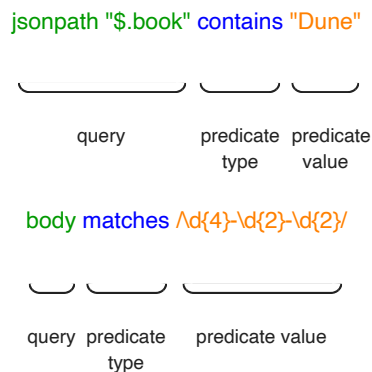 jsonpath "$.book" contains "Dune"
query predicate predicate
type value
body matches /\d{4}-\d{2}-\d{2}/
query predicate predicate value
type